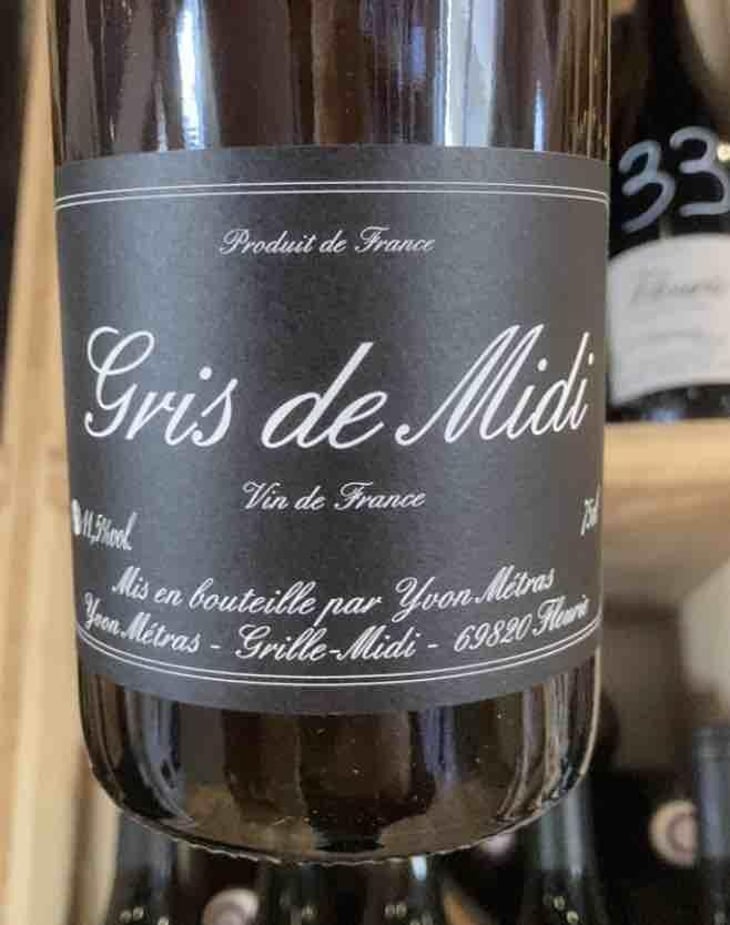 Produit de France
Gris de Midi
Vin de France
11,5%vol.
75cl
Mis en bouteille par Yvon Métras
Yvon Métras - Grille-Midi - 69820 Fleurie
33
Fleurie